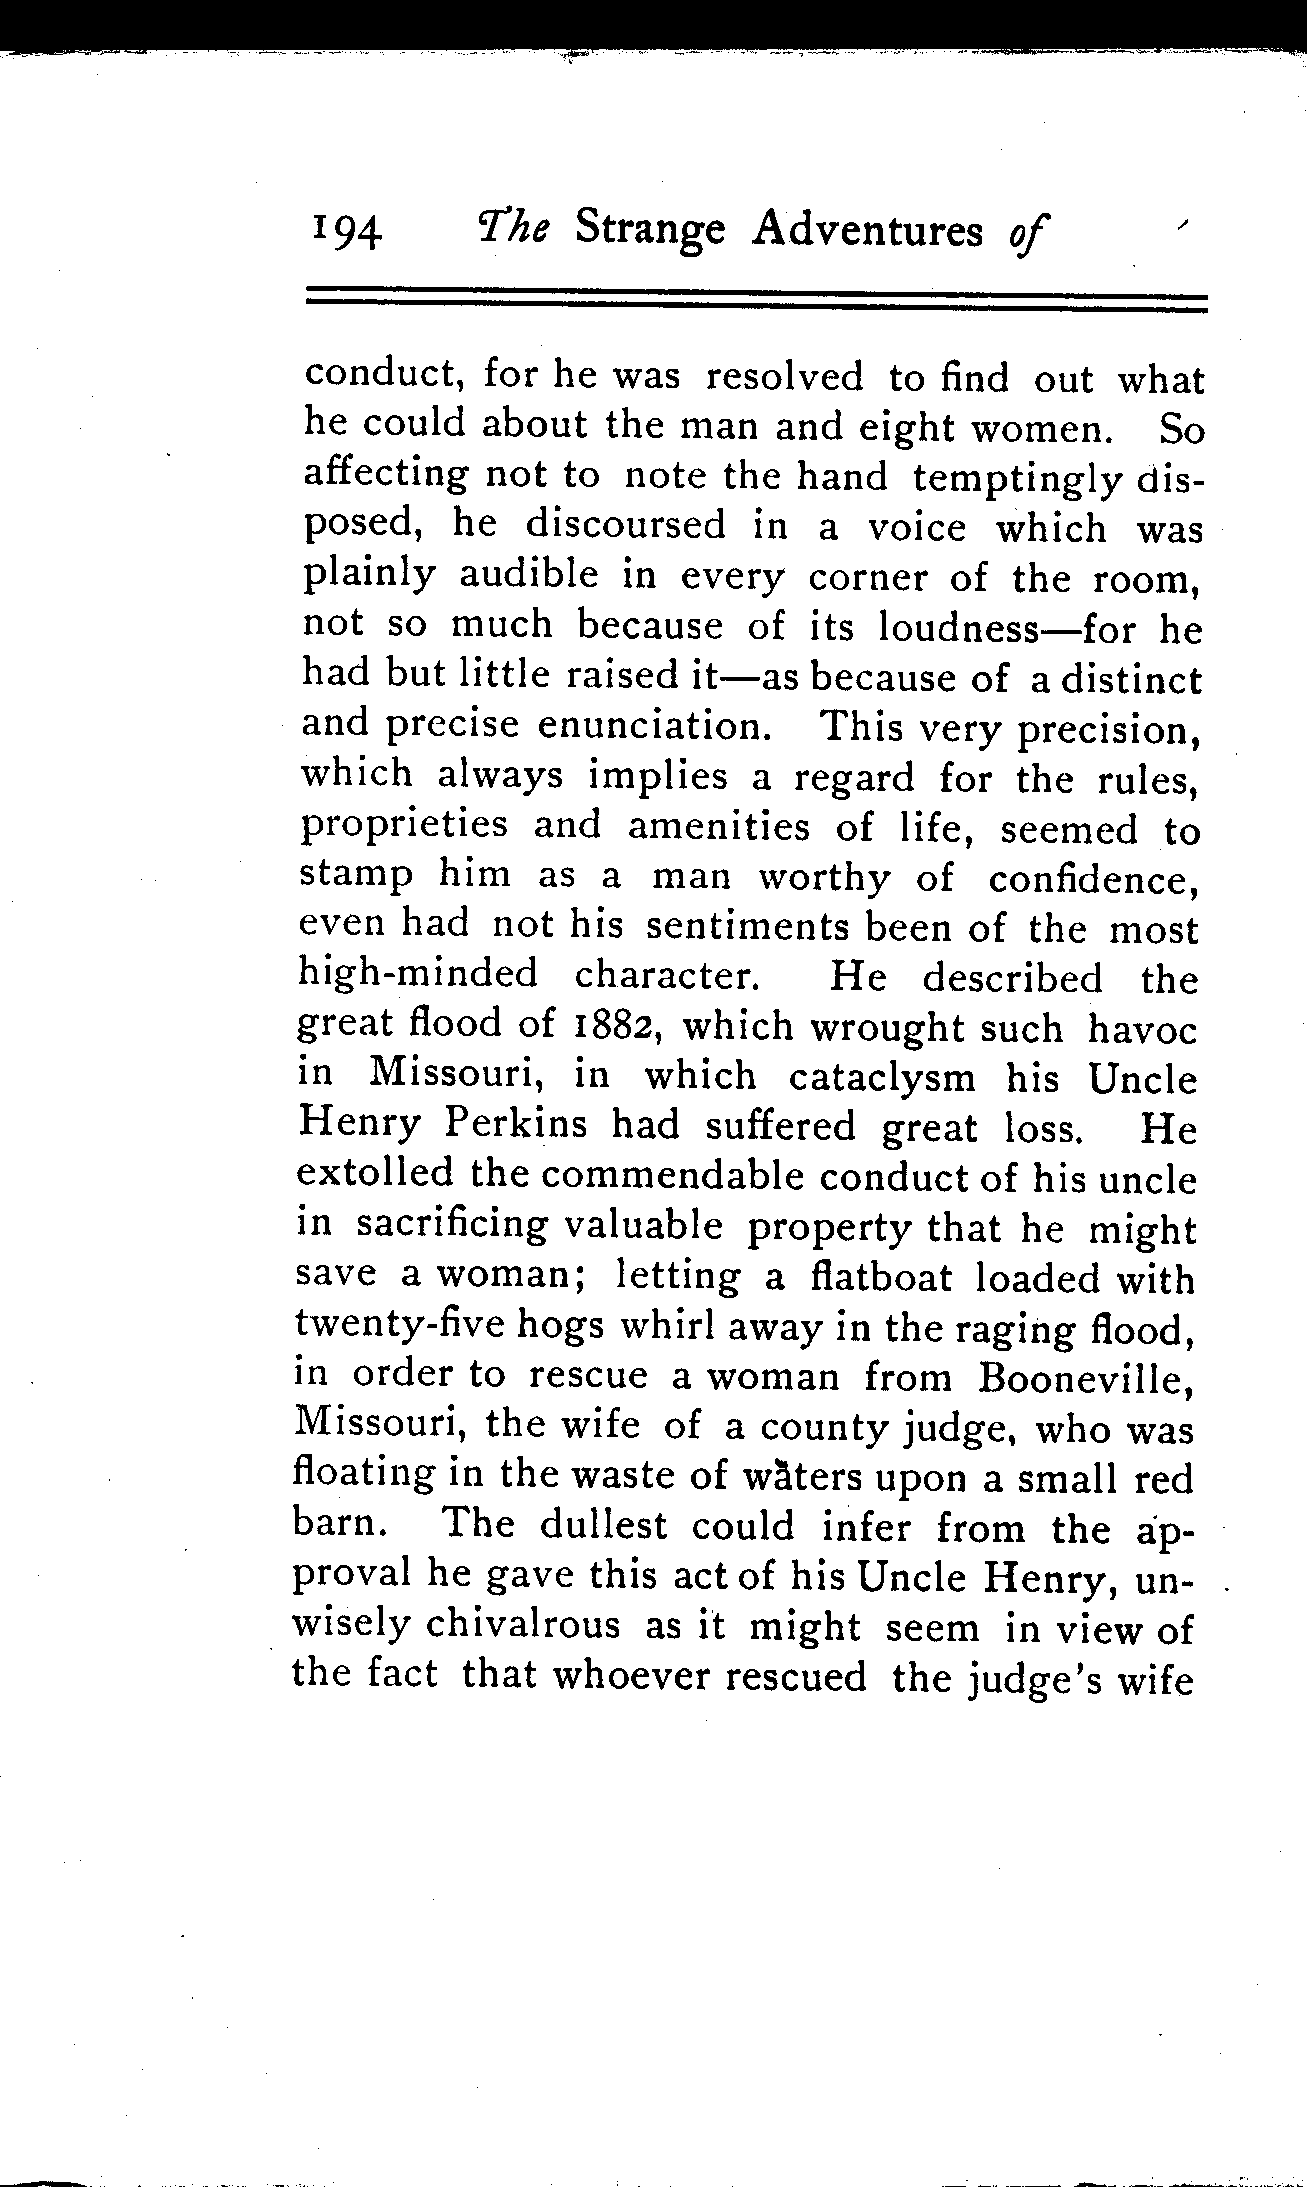 194 The Strange Adventures of
conduct, for he was resolved to find out what
he could about the man and eight women. So
affecting not to note the hand temptingly dis-
posed, he discoursed in a voice which was
plainly audible in every corner of the room,
not so much because of its loudness—for he
had but little raised it—as because of a distinct
and precise enunciation. This very precision,
which always implies a regard for the rules,
proprieties and amenities of life, seemed to
stamp him as a man worthy of confidence,
even had not his sentiments been of the most
high-minded character. He described the
great flood of 1882, which wrought such havoc
in Missouri, in which cataclysm his Uncle
Henry Perkins had suffered great loss. He
extolled the commendable conduct of his uncle
in sacrificing valuable property that he might
save a woman; letting a flatboat loaded with
twenty-five hogs whirl away in the raging flood,
in order to rescue a woman from Booneville,
Missouri, the wife of a county judge, who was
floating in the waste of waters upon a small red
barn. The dullest could infer from the ap-
proval he gave this act of his Uncle Henry, un-
wisely chivalrous as it might seem in view of
the fact that whoever rescued the judge's wife